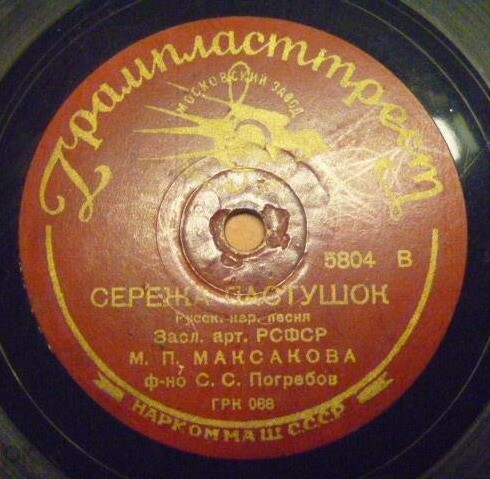 Грампласттрест
МОСКОВСКИЙ ЗАВОД
5804 В
СЕРЕЖА ПАСТУШОК
Русск. нар. песня
Засл. арт. РСФСР
М. П. МАКСАКОВА
ф-но С. С. Погребов
ГРК 068
НАРКОММАШ СССР